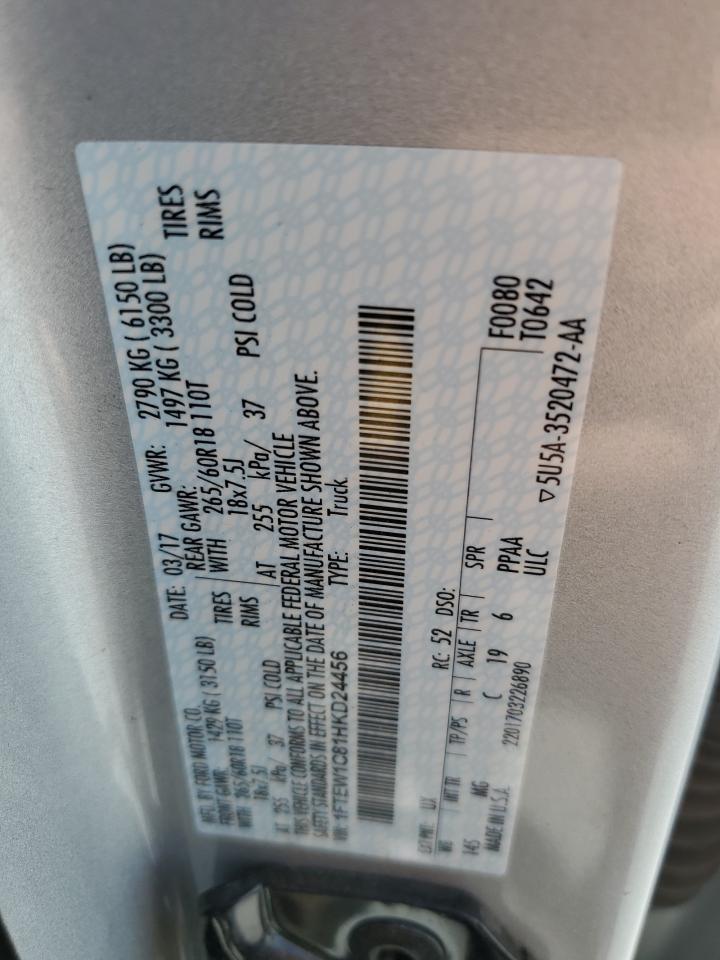 MFD. BY FORD MOTOR CO. DATE: 03/17 GVWR: 2790 KG ( 6150 LB)
FRONT GAWR: 1429 KG ( 3150 LB) REAR GAWR: 1497 KG ( 3300 LB)
WITH 265/60R18 110T TIRES WITH 265/60R18 110T TIRES
18x7.5J RIMS 18x7.5J RIMS
AT 255 kPa/ 37 PSI COLD AT 255 kPa/ 37 PSI COLD
THIS VEHICLE CONFORMS TO ALL APPLICABLE FEDERAL MOTOR VEHICLE
SAFETY STANDARDS IN EFFECT ON THE DATE OF MANUFACTURE SHOWN ABOVE.
VIN: 1FTEW1C81HKD24456 TYPE: Truck
EXT PNT: UX RC: 52 DSO: F0080
WB INT TR TP/PS R AXLE TR SPR T0642
145 MG C 19 6 PPAA
MADE IN U.S.A. 2201703226890 ULC
▽5U5A-3520472-AA